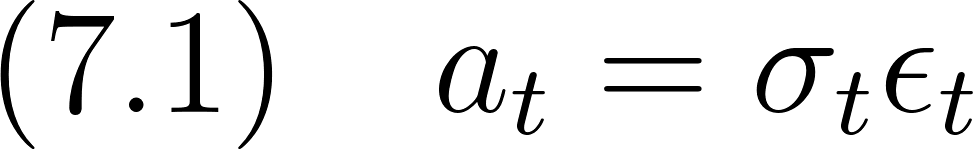 (7.1) a_t = σ_t ϵ_t